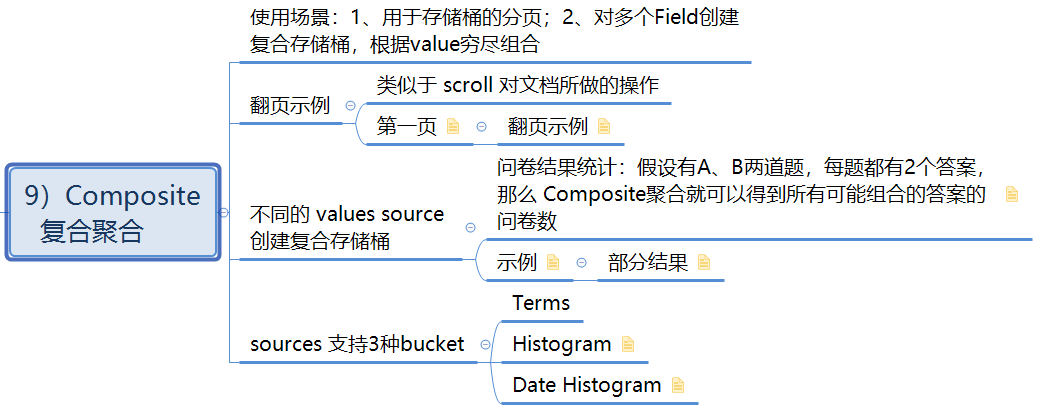 9）Composite
复合聚合
使用场景：1、用于存储桶的分页；2、对多个Field创建
复合存储桶，根据value穷尽组合
翻页示例
类似于 scroll 对文档所做的操作
第一页
翻页示例
不同的 values source
创建复合存储桶
问卷结果统计：假设有A、B两道题，每题都有2个答案，
那么 Composite聚合就可以得到所有可能组合的答案的
问卷数
示例
部分结果
sources 支持3种bucket
Terms
Histogram
Date Histogram